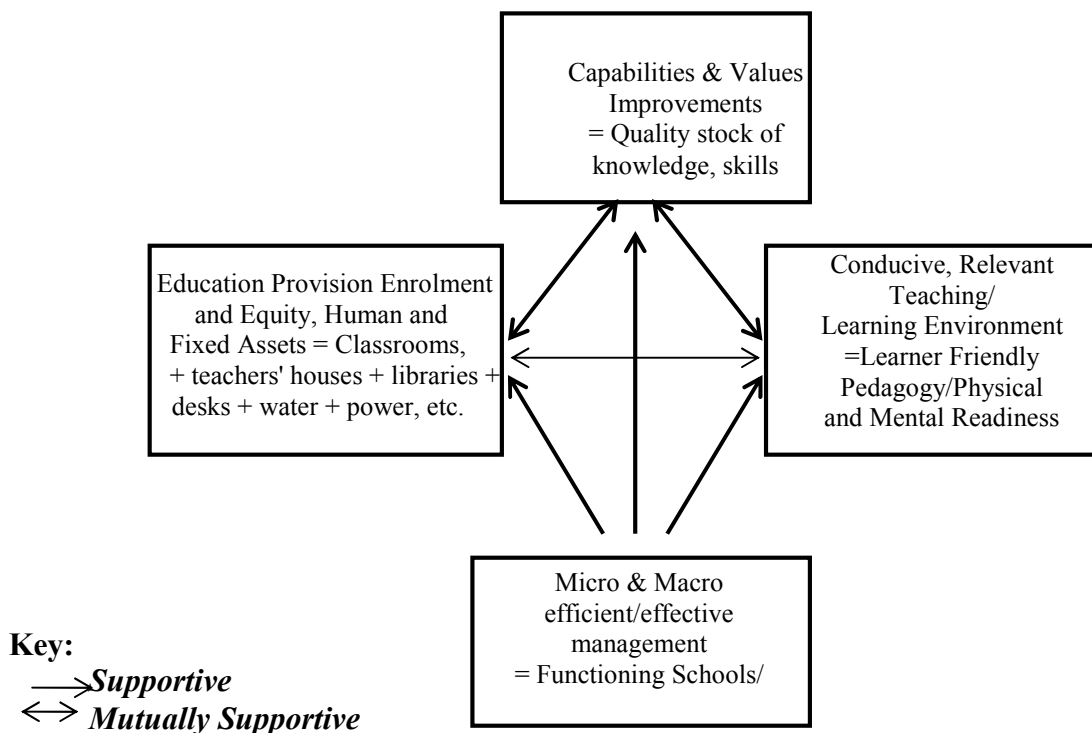 Capabilities & Values
Improvements
= Quality stock of
knowledge, skills
Education Provision Enrolment
and Equity, Human and
Fixed Assets = Classrooms,
+ teachers' houses + libraries +
desks + water + power, etc.
Conducive, Relevant
Teaching/
Learning Environment
=Learner Friendly
Pedagogy/Physical
and Mental Readiness
Micro & Macro
efficient/effective
management
= Functioning Schools/
Key:
Supportive
Mutually Supportive